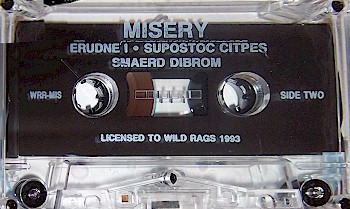 MISERY
ERUDNE I • SUPOSTOC CITPES
SMAERD DIBROM
WRR-MIS
SIDE TWO
LICENSED TO WILD RAGS 1993